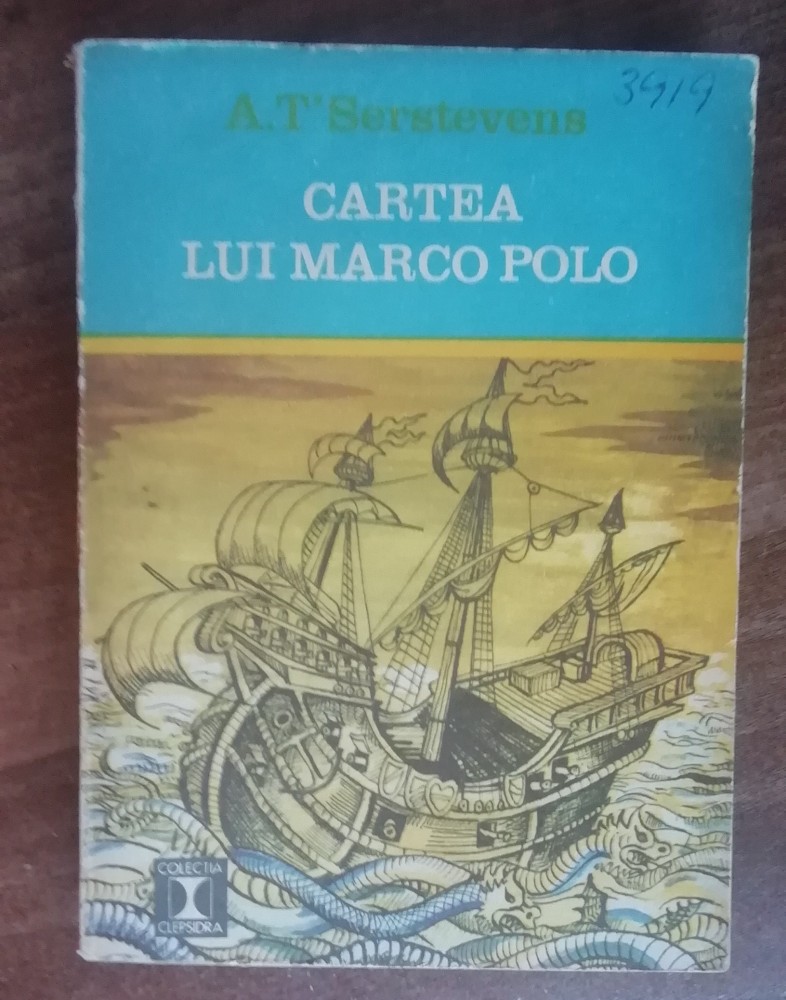 3919
A. T'Serstevens
CARTEA
LUI MARCO POLO
COLECȚIA
CLEPSIDRA